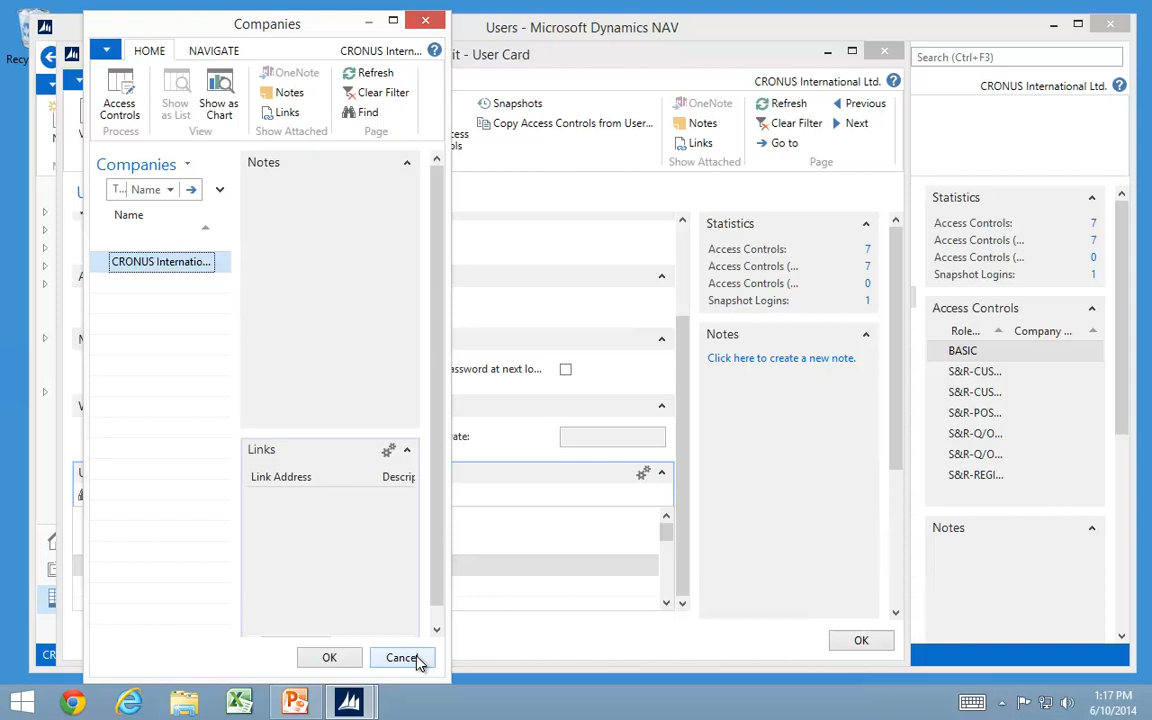 Companies
HOME
NAVIGATE
CRONUS Intern...
Access
Controls
Process
Show
as List
Show as
Chart
View
OneNote
Notes
Links
Show Attached
Refresh
Clear Filter
Find
Page
Companies
T... Name
Name
CRONUS Internatio...
Notes
Links
Link Address
Descrip
OK
Cancel
Users - Microsoft Dynamics NAV
it - User Card
CRONUS International Ltd.
Snapshots
Copy Access Controls from User...
OneNote
Notes
Links
Show Attached
Refresh
Clear Filter
Go to
Previous
Next
Page
assword at next lo...
ate:
Statistics
Access Controls: 7
Access Controls (... 7
Access Controls (... 0
Snapshot Logins: 1
Notes
Click here to create a new note.
OK
Search (Ctrl+F3)
CRONUS International Ltd.
Statistics
Access Controls: 7
Access Controls (... 7
Access Controls (... 0
Snapshot Logins: 1
Access Controls
Role...
Company ...
BASIC
S&R-CUS...
S&R-CUS...
S&R-POS...
S&R-Q/O...
S&R-Q/O...
S&R-REGI...
Notes
CR
1:17 PM
6/10/2014